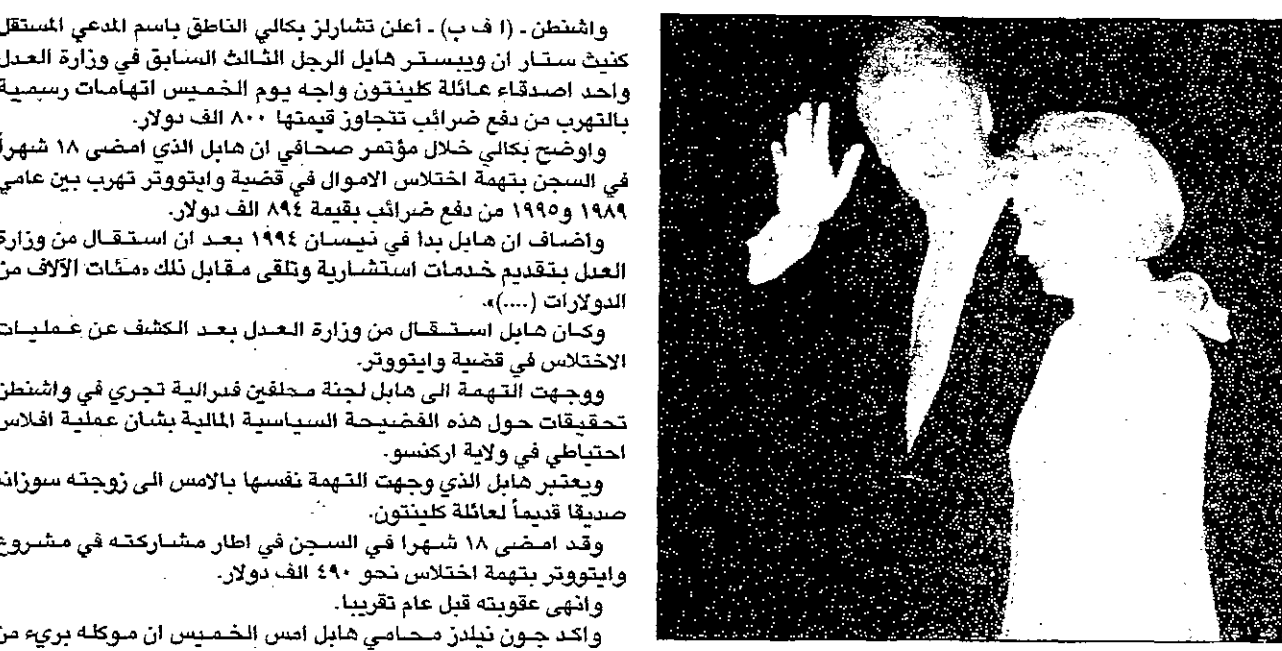 واشنطن - (ا ف ب) - أعلن تشارلز بكالي الناطق باسم المدعي المستقل
كنيث ستار ان ويبستر هابل الرجل الثالث السابق في وزارة العدل
واحد اصدقاء عائلة كلينتون واجه يوم الخميس اتهامات رسمية
بالتهرب من دفع ضرائب تتجاوز قيمتها ٨٠٠ الف دولار.
واوضح بكالي خلال مؤتمر صحافي ان هابل الذي امضى ١٨ شهراً
في السجن بتهمة اختلاس الاموال في قضية وايتووتر تهرب بين عامي
١٩٨٩ و١٩٩٥ من دفع ضرائب بقيمة ٨٩٤ الف دولار.
وأضاف ان هابل بدأ في نيسان ١٩٩٤ بعد ان استقال من وزارة
العدل بتقديم خدمات استشارية وتلقى مقابل ذلك «مئات الآلاف من
الدولارات (....)».
وكان هابل استقال من وزارة العدل بعد الكشف عن عمليات
الاختلاس في قضية وايتووتر.
ووجهت التهمة الى هابل لجنة محلفين فدرالية تجري في واشنطن
تحقيقات حول هذه الفضيحة السياسية المالية بشأن عملية افلاس
احتياطي في ولاية اركنسو.
ويعتبر هابل الذي وجهت التهمة نفسها بالامس الى زوجته سوزانه
صديقا قديماً لعائلة كلينتون.
وقد امضى ١٨ شهرا في السجن في اطار مشاركته في مشروع
وايتووتر بتهمة اختلاس نحو ٤٩٠ الف دولار.
وأنهى عقوبته قبل عام تقريبا.
واكد جون نيلدز محامي هابل امس الخميس ان موكله بريء من